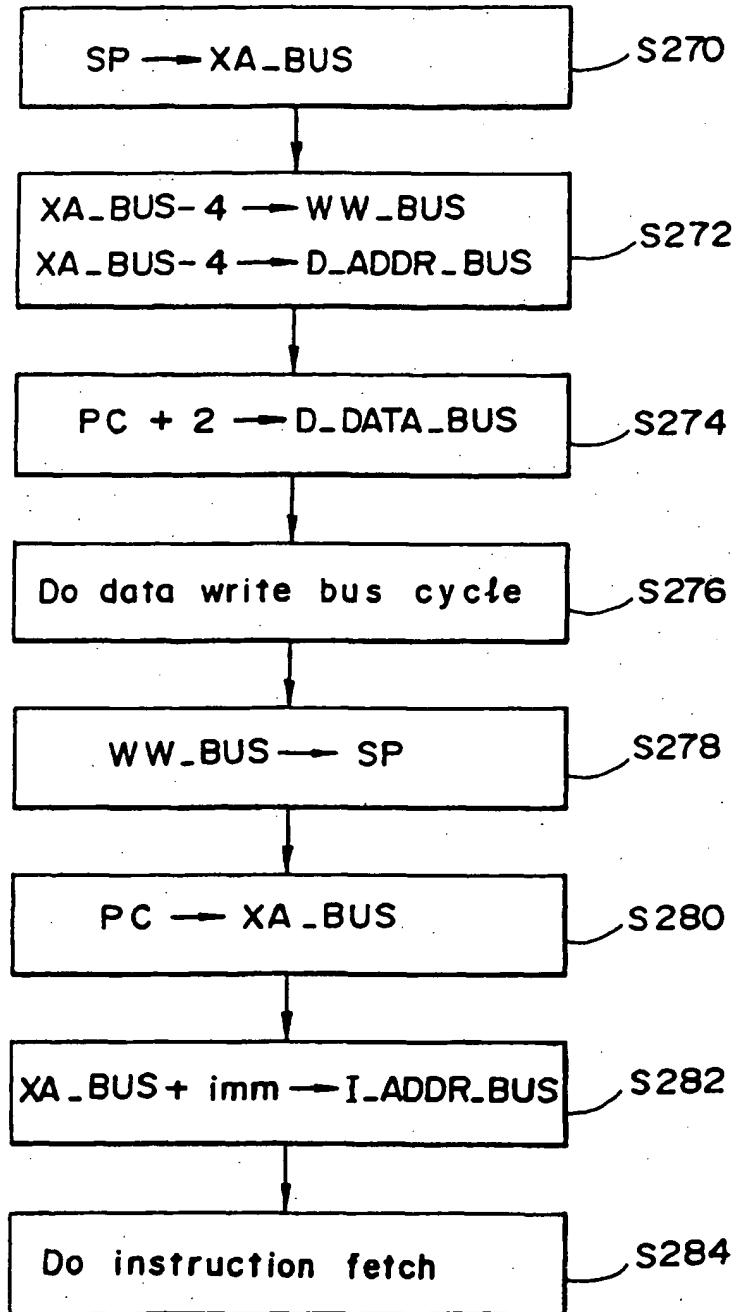 SP → XA_BUS
S270
XA_BUS-4 → WW_BUS
XA_BUS-4 → D_ADDR_BUS
S272
PC + 2 → D_DATA_BUS
S274
Do data write bus cycle
S276
WW_BUS → SP
S278
PC → XA_BUS
S280
XA_BUS + imm → I_ADDR_BUS
S282
Do instruction fetch
S284